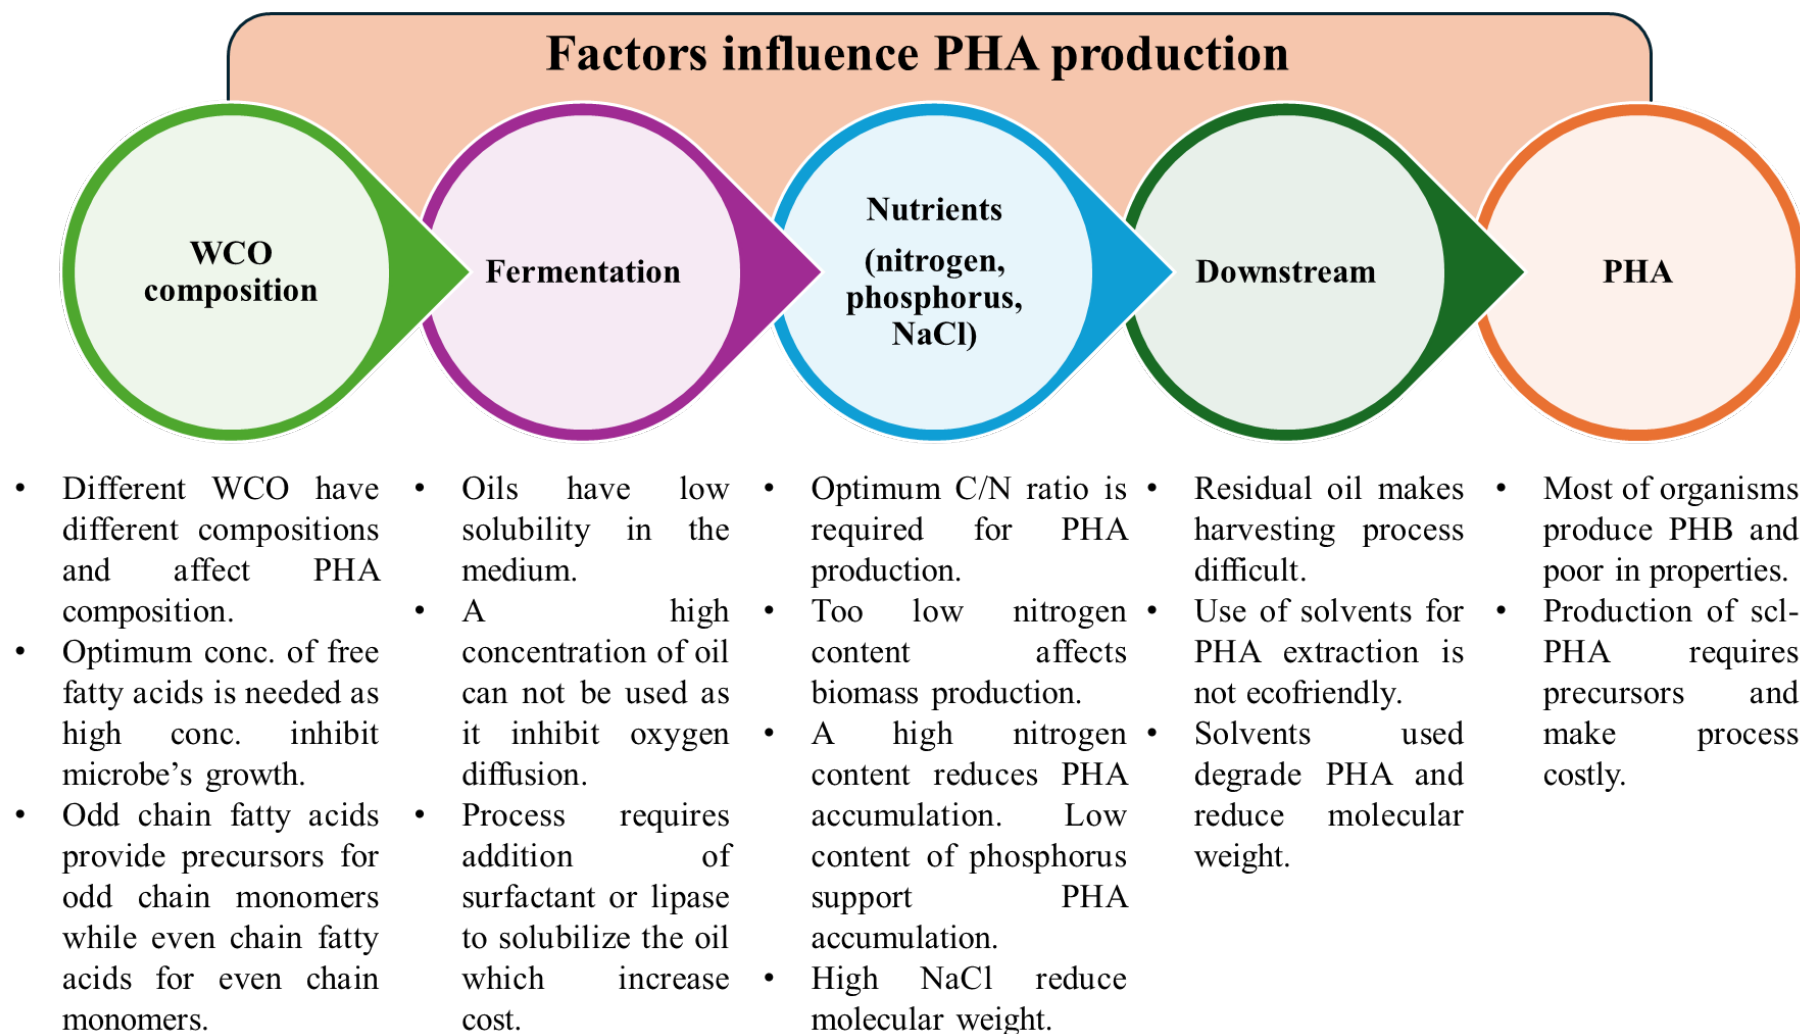 Factors influence PHA production
WCO
composition
Fermentation
Nutrients
(nitrogen,
phosphorus,
NaCl)
Downstream
PHA
• Different WCO have
different compositions
and affect PHA
composition.
• Optimum conc. of free
fatty acids is needed as
high conc. inhibit
microbe’s growth.
• Odd chain fatty acids
provide precursors for
odd chain monomers
while even chain fatty
acids for even chain
monomers.
• Oils have low
solubility in the
medium.
• A high
concentration of oil
can not be used as
it inhibit oxygen
diffusion.
• Process requires
addition of
surfactant or lipase
to solubilize the oil
which increase
cost.
• Optimum C/N ratio is
required for PHA
production.
• Too low nitrogen
content affects
biomass production.
• A high nitrogen
content reduces PHA
accumulation. Low
content of phosphorus
support PHA
accumulation.
• High NaCl reduce
molecular weight.
• Residual oil makes
harvesting process
difficult.
• Use of solvents for
PHA extraction is
not ecofriendly.
• Solvents used
degrade PHA and
reduce molecular
weight.
• Most of organisms
produce PHB and
poor in properties.
• Production of scl-
PHA requires
precursors and
make process
costly.